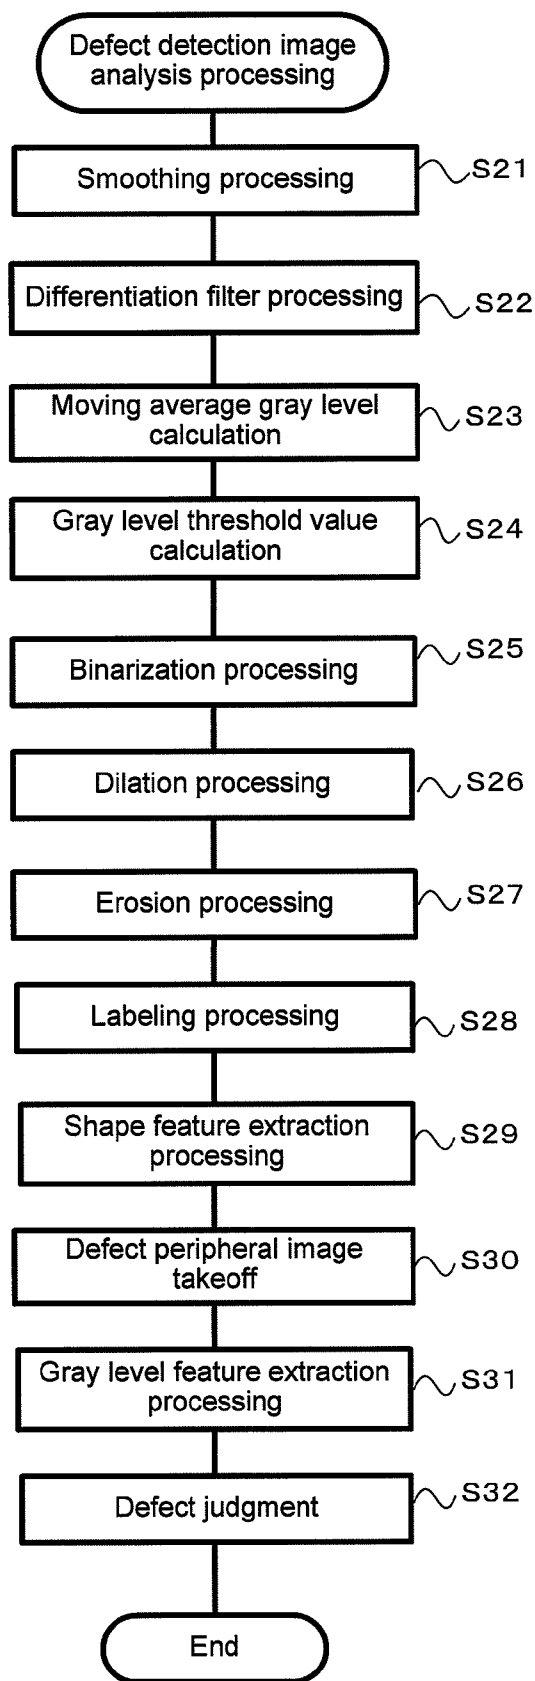 Defect detection image
analysis processing
Smoothing processing
S21
Differentiation filter processing
S22
Moving average gray level
calculation
S23
Gray level threshold value
calculation
S24
Binarization processing
S25
Dilation processing
S26
Erosion processing
S27
Labeling processing
S28
Shape feature extraction
processing
S29
Defect peripheral image
takeoff
S30
Gray level feature extraction
processing
S31
Defect judgment
S32
End